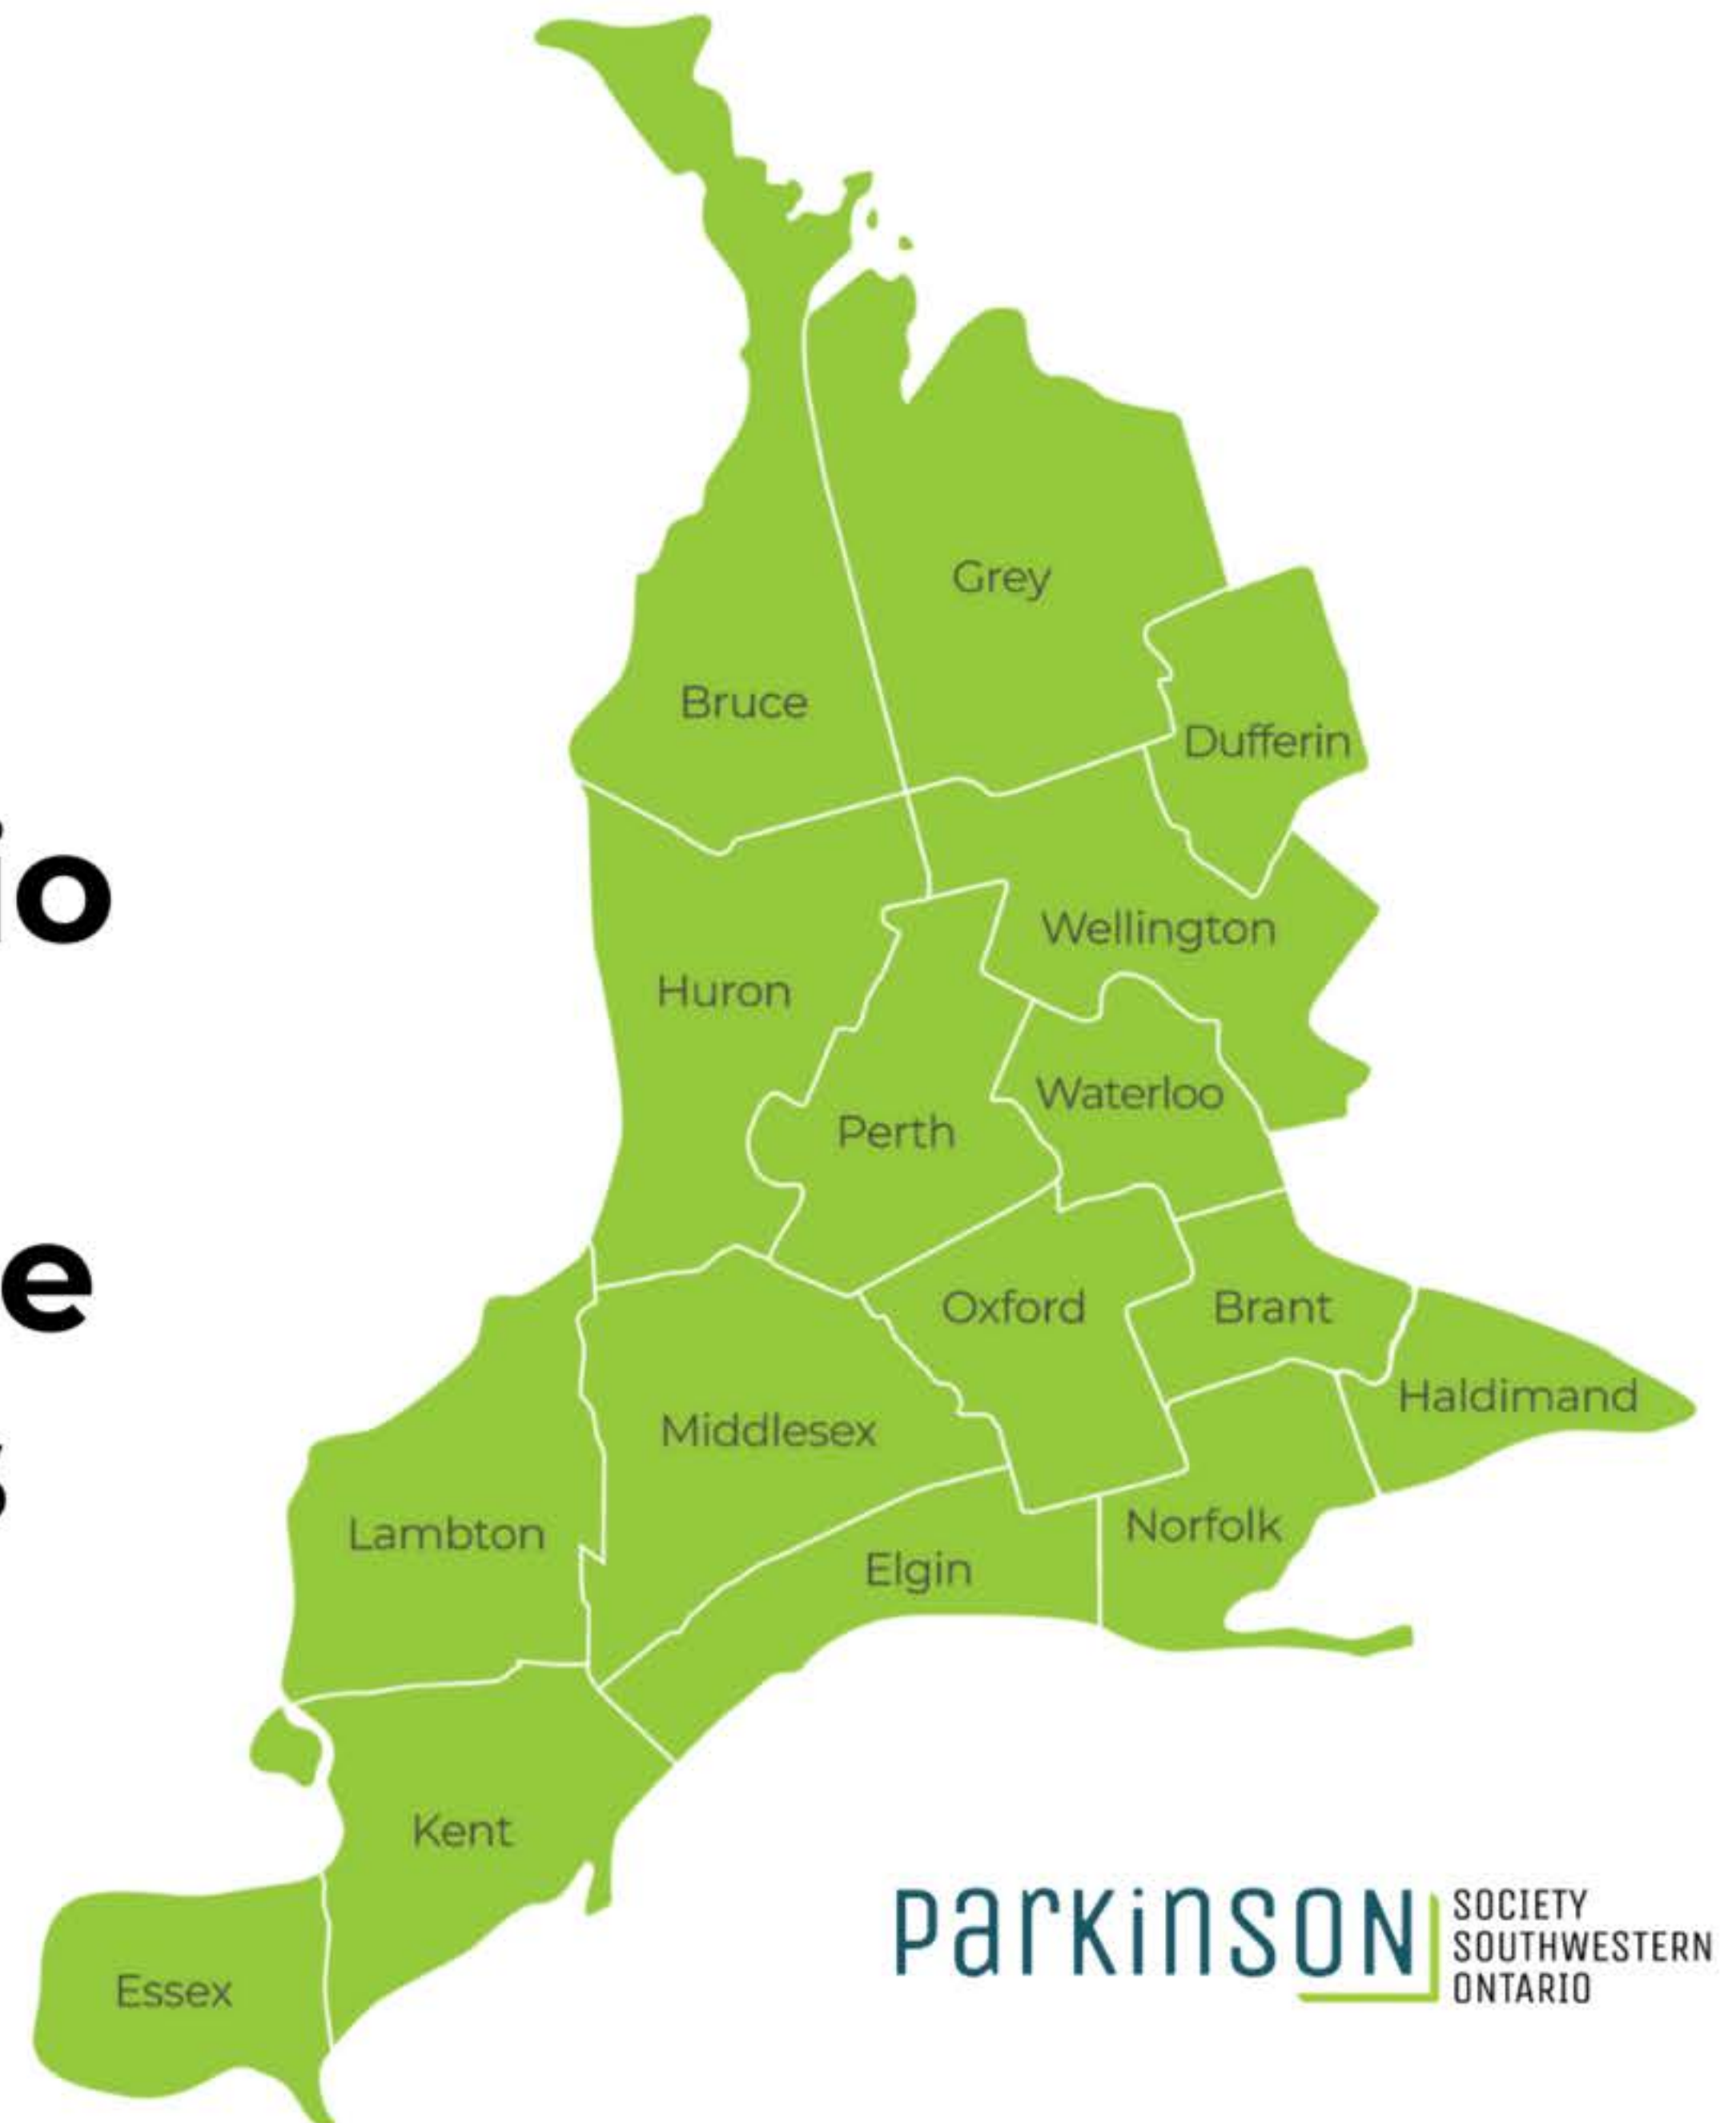 Grey
Bruce
Dufferin
io
Wellington
Huron
Waterloo
Perth
e
Oxford
Brant
Haldimand
Middlesex
Norfolk
Lambton
Elgin
Kent
Essex
parkinson
SOCIETY
SOUTHWESTERN
ONTARIO